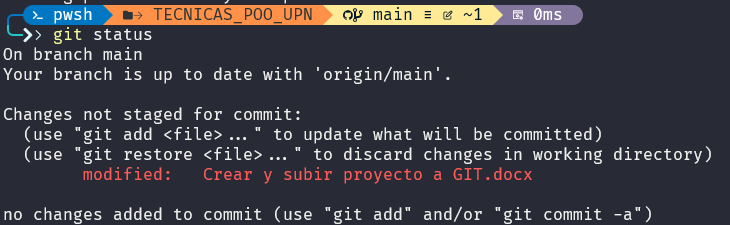 pwsh TECNICAS_POO_UPN main ≡ ~1 0ms
git status
On branch main
Your branch is up to date with 'origin/main'.
Changes not staged for commit:
(use "git add <file>..." to update what will be committed)
(use "git restore <file>..." to discard changes in working directory)
modified: Crear y subir proyecto a GIT.docx
no changes added to commit (use "git add" and/or "git commit -a")